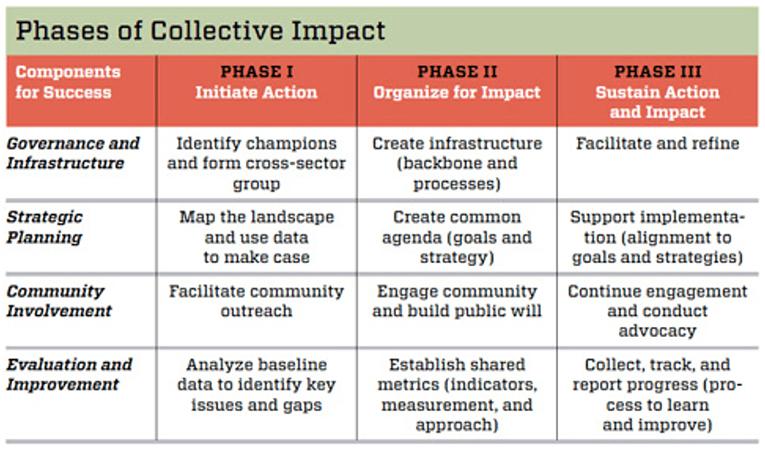 Phases of Collective Impact
Components
for Success
PHASE I
Initiate Action
PHASE II
Organize for Impact
PHASE III
Sustain Action
and Impact
Governance and
Infrastructure
Identify champions
and form cross-sector
group
Create infrastructure
(backbone and
processes)
Facilitate and refine
Strategic
Planning
Map the landscape
and use data
to make case
Create common
agenda (goals and
strategy)
Support implementa-
tion (alignment to
goals and strategies)
Community
Involvement
Facilitate community
outreach
Engage community
and build public will
Continue engagement
and conduct
advocacy
Evaluation and
Improvement
Analyze baseline
data to identify key
issues and gaps
Establish shared
metrics (indicators,
measurement, and
approach)
Collect, track, and
report progress (pro-
cess to learn
and improve)